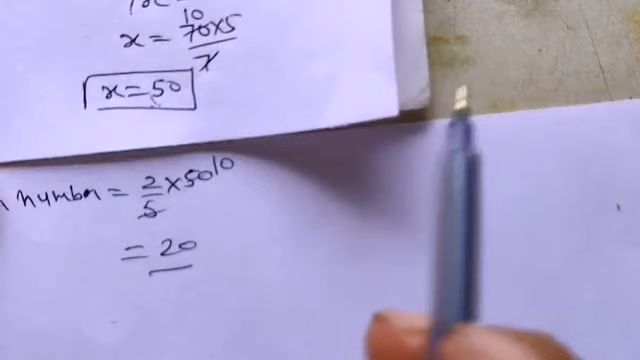 x = 10
70×5
7
x = 50
number = 2/5 × 50 10
= 20